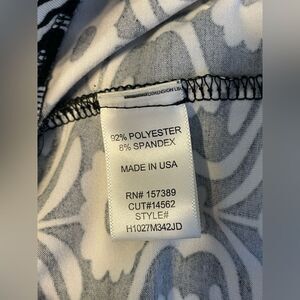 92% POLYESTER
8% SPANDEX
MADE IN USA
RN# 157389
CUT#14562
STYLE#
H1027M342JD